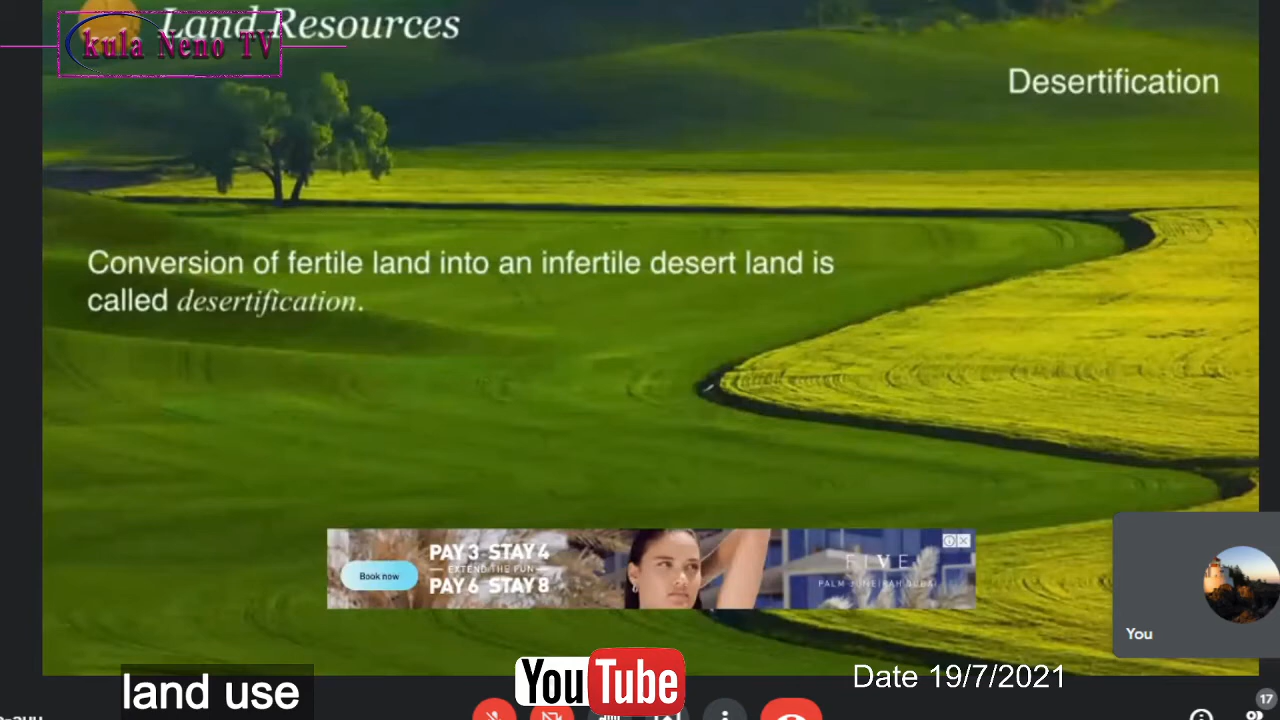 Land Resources
kula Neno TV
Desertification
Conversion of fertile land into an infertile desert land is
called desertification.
PAY 3 STAY 4
EXTEND THE FUN
PAY 6 STAY 8
Book now
FIVE
PALM JUMEIRAH DUBAI
You
YouTube
Date 19/7/2021
land use
17